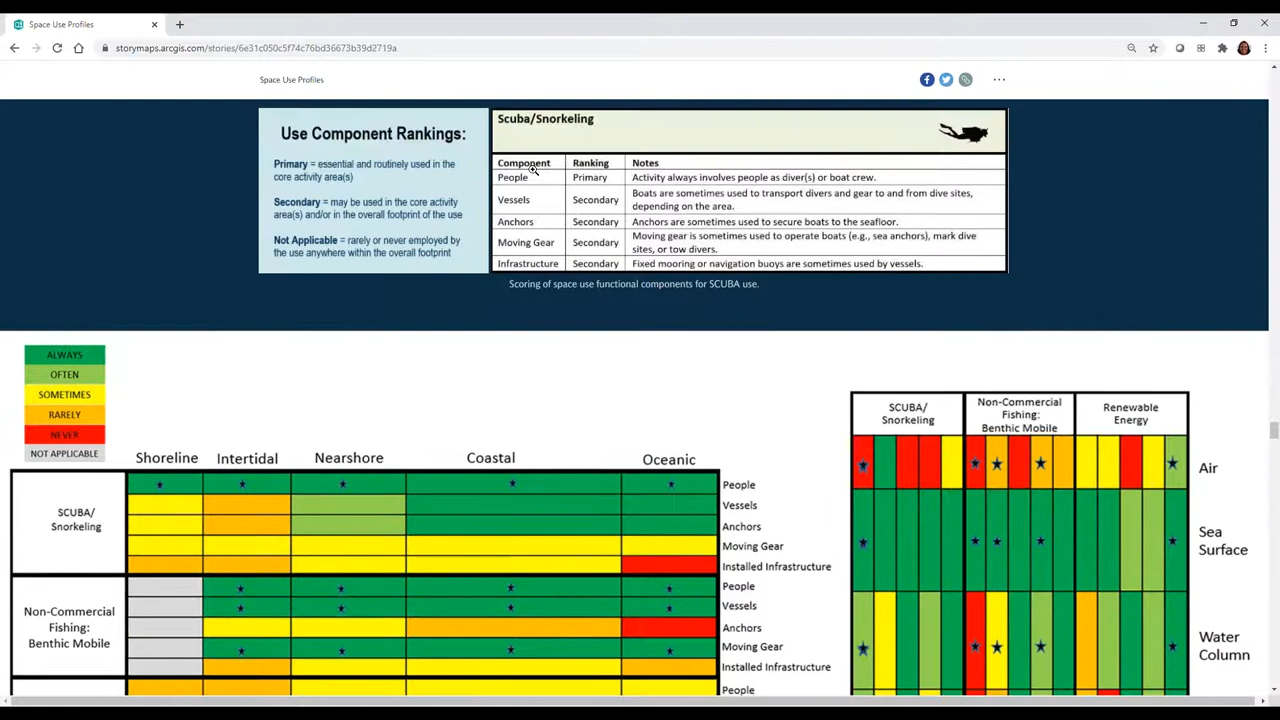 Space Use Profiles
storymaps.arcgis.com/stories/6e31c050c5f74c76bd36673b39d2719a
Space Use Profiles
Use Component Rankings:
Primary = essential and routinely used in the
core activity area(s)
Secondary = may be used in the core activity
area(s) and/or in the overall footprint of the use
Not Applicable = rarely or never employed by
the use anywhere within the overall footprint
Scuba/Snorkeling
Component Ranking Notes
People Primary Activity always involves people as diver(s) or boat crew.
Vessels Secondary Boats are sometimes used to transport divers and gear to and from dive sites,
depending on the area.
Anchors Secondary Anchors are sometimes used to secure boats to the seafloor.
Moving Gear Secondary Moving gear is sometimes used to operate boats (e.g., sea anchors), mark dive
sites, or tow divers.
Infrastructure Secondary Fixed mooring or navigation buoys are sometimes used by vessels.
Scoring of space use functional components for SCUBA use.
ALWAYS
OFTEN
SOMETIMES
RARELY
NEVER
NOT APPLICABLE
Shoreline Intertidal Nearshore Coastal Oceanic
SCUBA/
Snorkeling
People
Vessels
Anchors
Moving Gear
Installed Infrastructure
Non-Commercial
Fishing:
Benthic Mobile
People
Vessels
Anchors
Moving Gear
Installed Infrastructure
People
SCUBA/
Snorkeling
Non-Commercial
Fishing:
Benthic Mobile
Renewable
Energy
Air
Sea
Surface
Water
Column